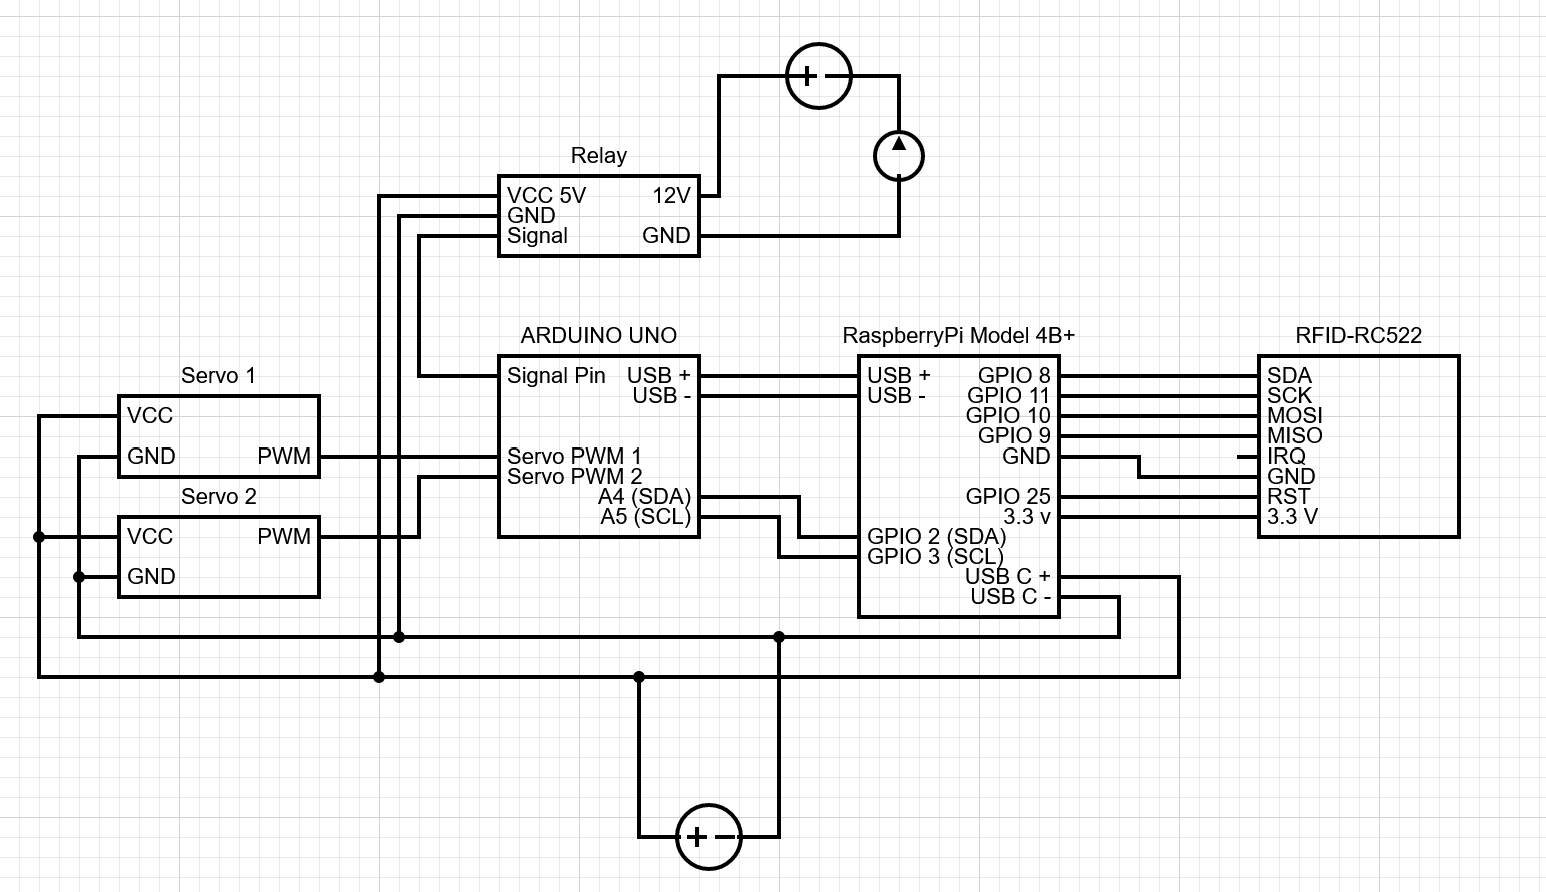 Relay
VCC 5V
GND
Signal
12V
GND
ARDUINO UNO
Signal Pin
USB +
USB -
Servo PWM 1
Servo PWM 2
A4 (SDA)
A5 (SCL)
RaspberryPi Model 4B+
USB +
USB -
GPIO 8
GPIO 11
GPIO 10
GPIO 9
GND
GPIO 25
3.3 v
GPIO 2 (SDA)
GPIO 3 (SCL)
USB C +
USB C -
RFID-RC522
SDA
SCK
MOSI
MISO
IRQ
GND
RST
3.3 V
Servo 1
VCC
GND
PWM
Servo 2
VCC
PWM
GND